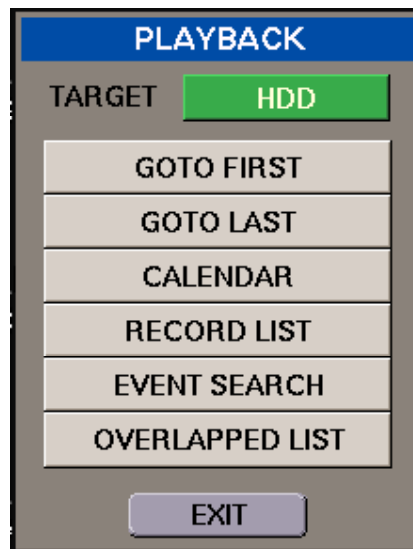 PLAYBACK
TARGET HDD
GOTO FIRST
GOTO LAST
CALENDAR
RECORD LIST
EVENT SEARCH
OVERLAPPED LIST
EXIT